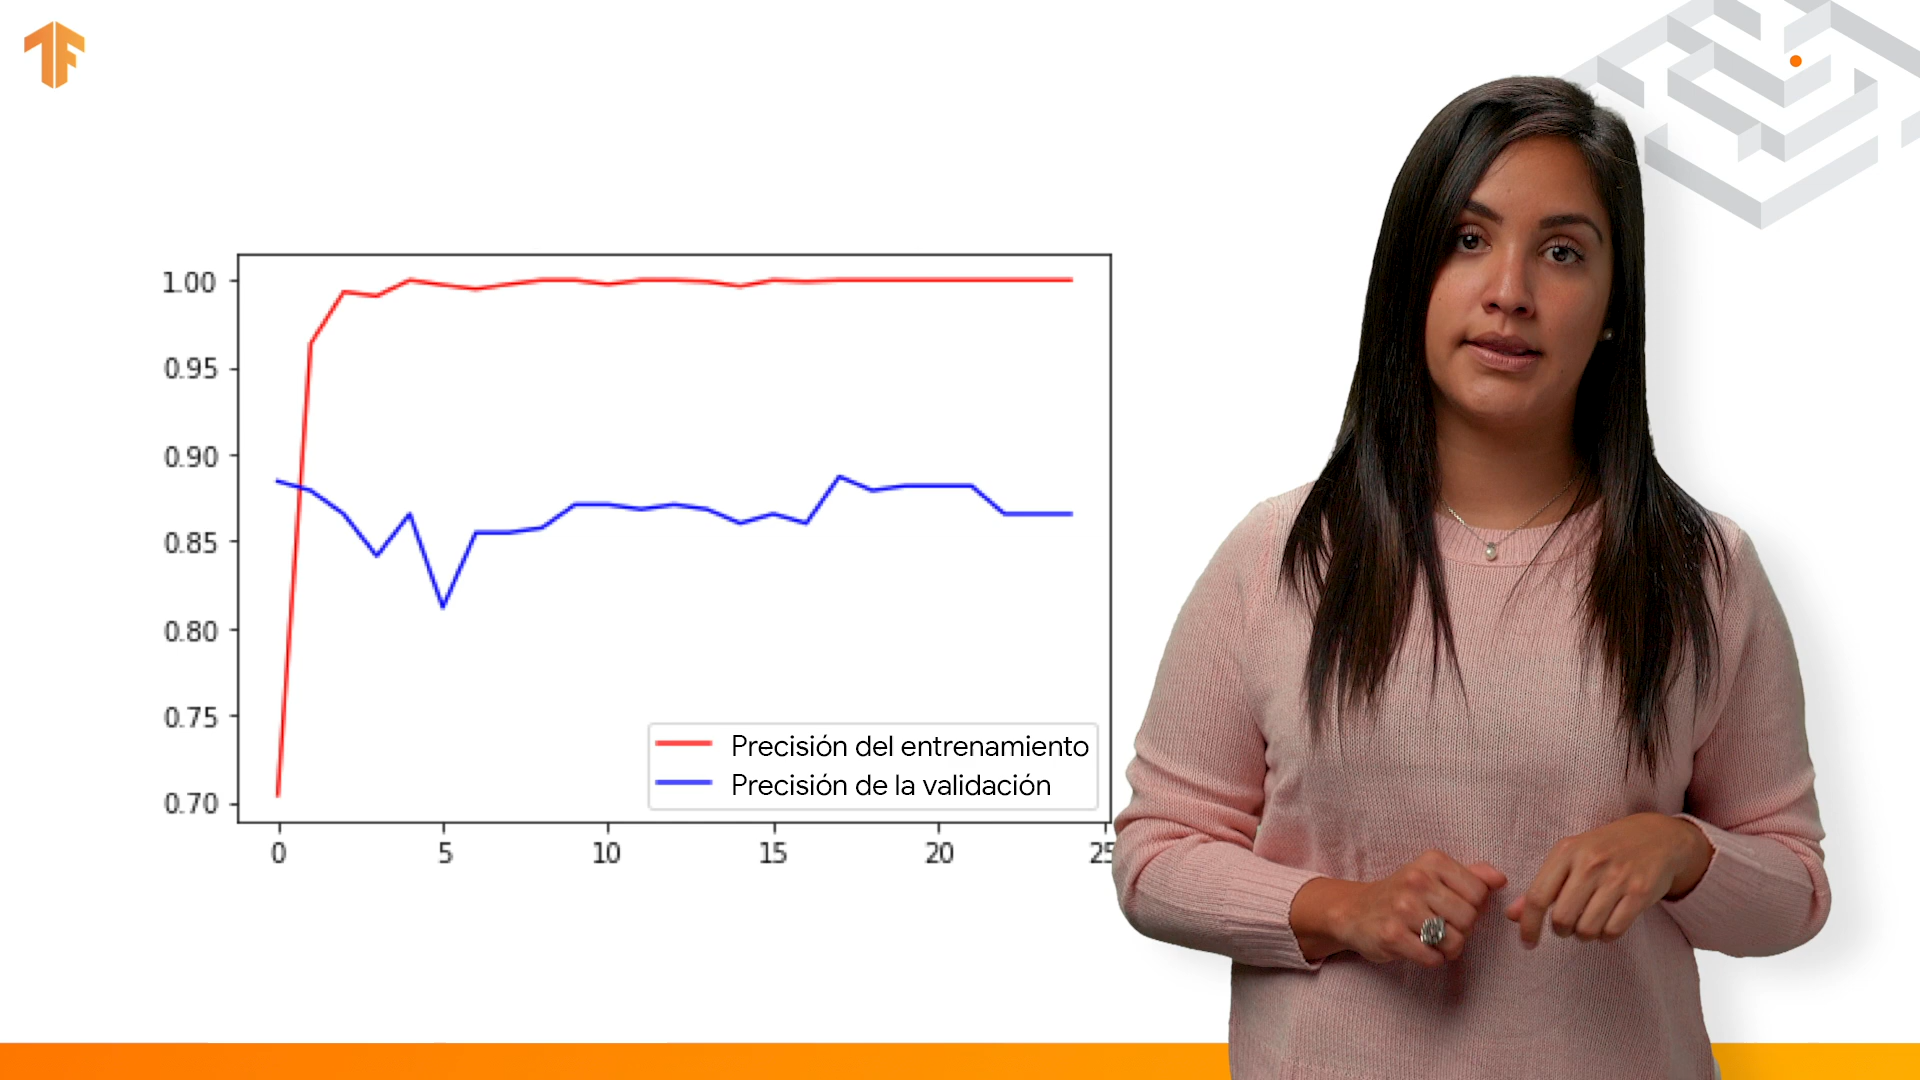 1.00
0.95
0.90
0.85
0.80
0.75
0.70
Precisión del entrenamiento
Precisión de la validación
0 5 10 15 20 25